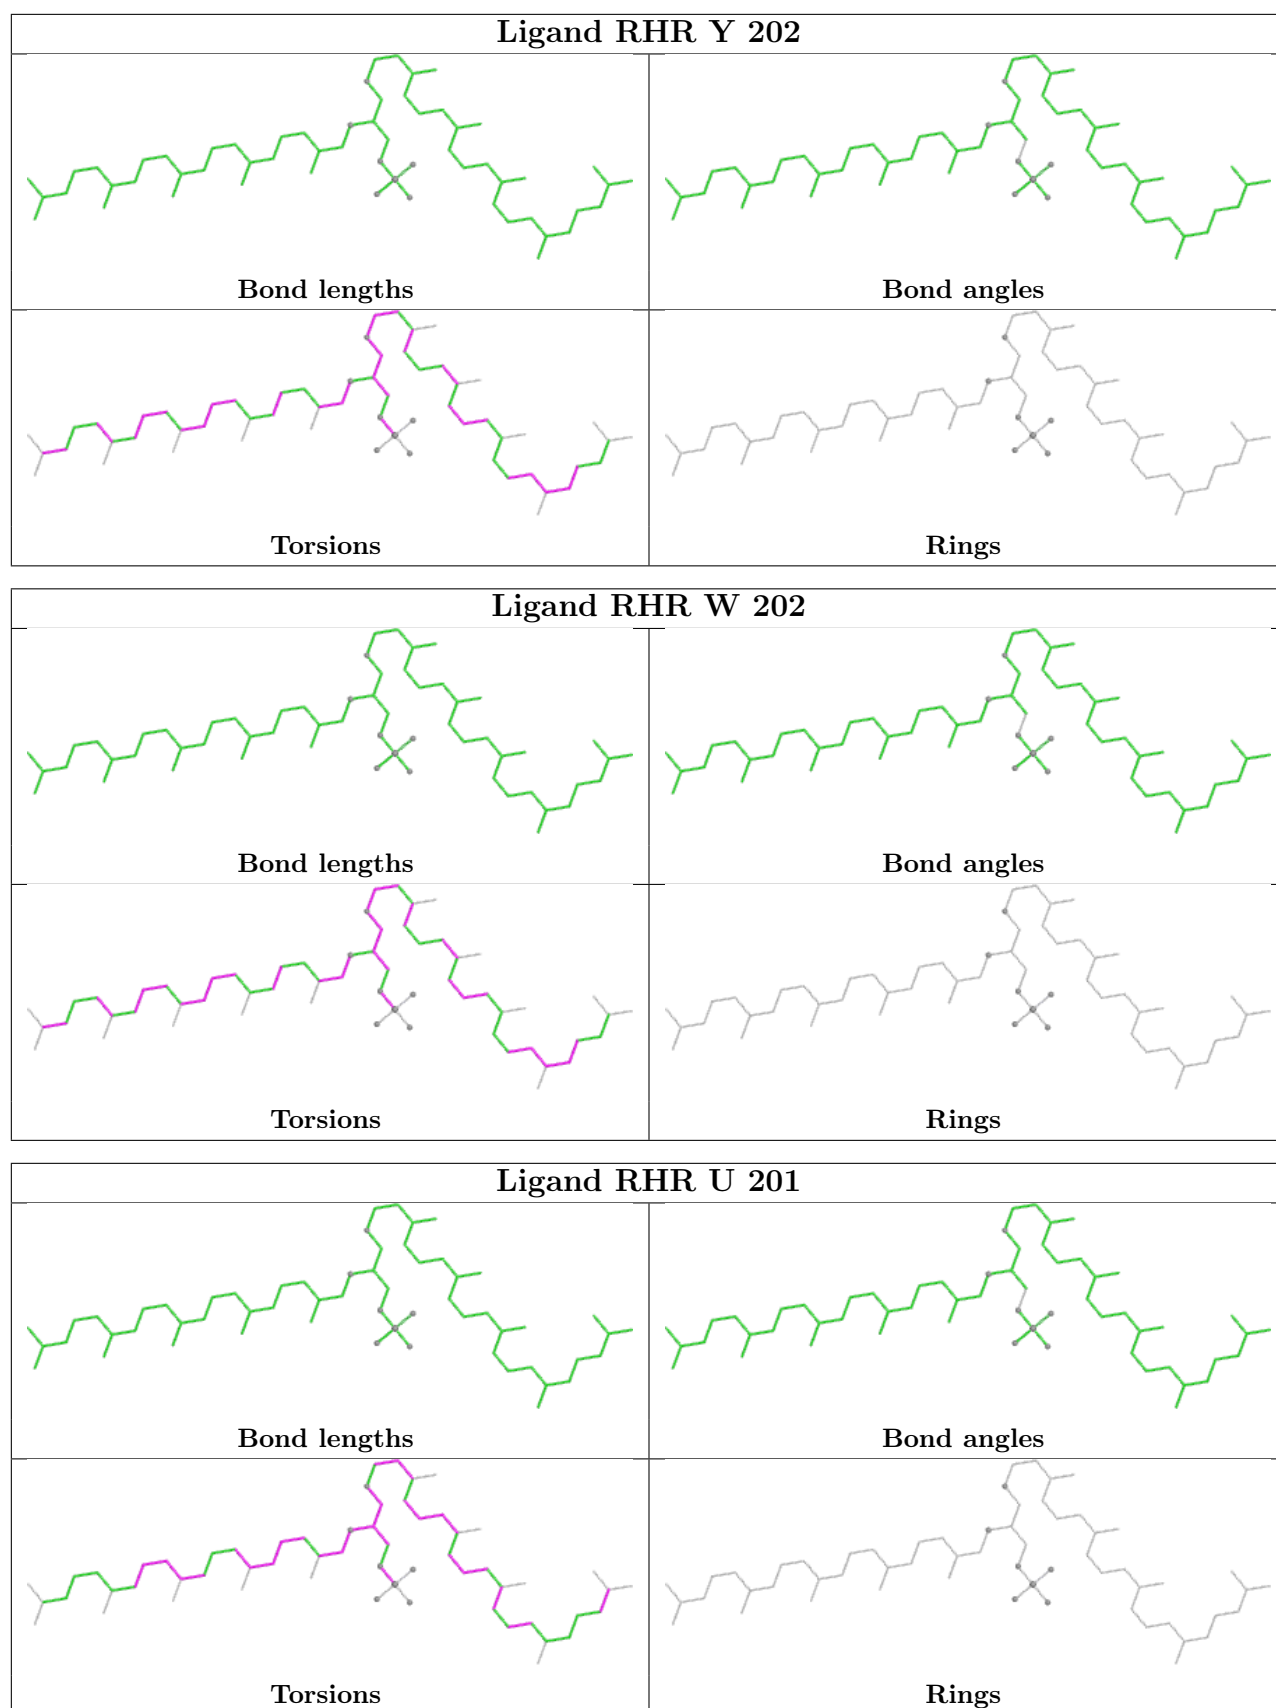 Ligand RHR Y 202
Bond lengths
Bond angles
Torsions
Rings
Ligand RHR W 202
Bond lengths
Bond angles
Torsions
Rings
Ligand RHR U 201
Bond lengths
Bond angles
Torsions
Rings